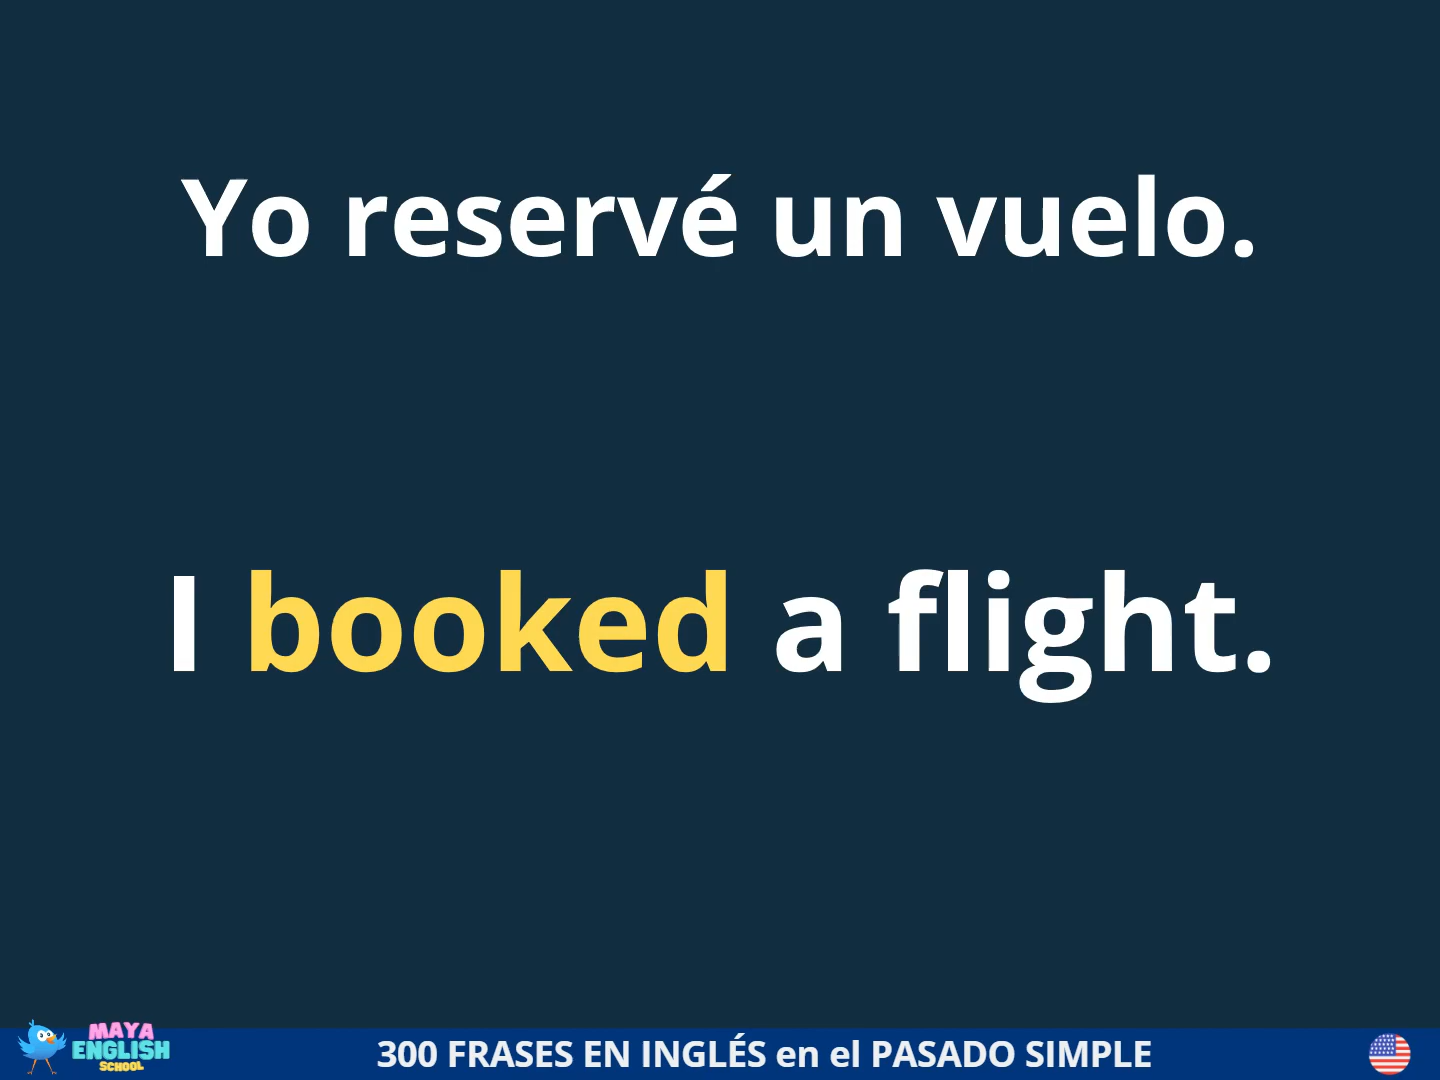 Yo reservé un vuelo.
I booked a flight.
MAYA
ENGLISH
SCHOOL
300 FRASES EN INGLÉS en el PASADO SIMPLE